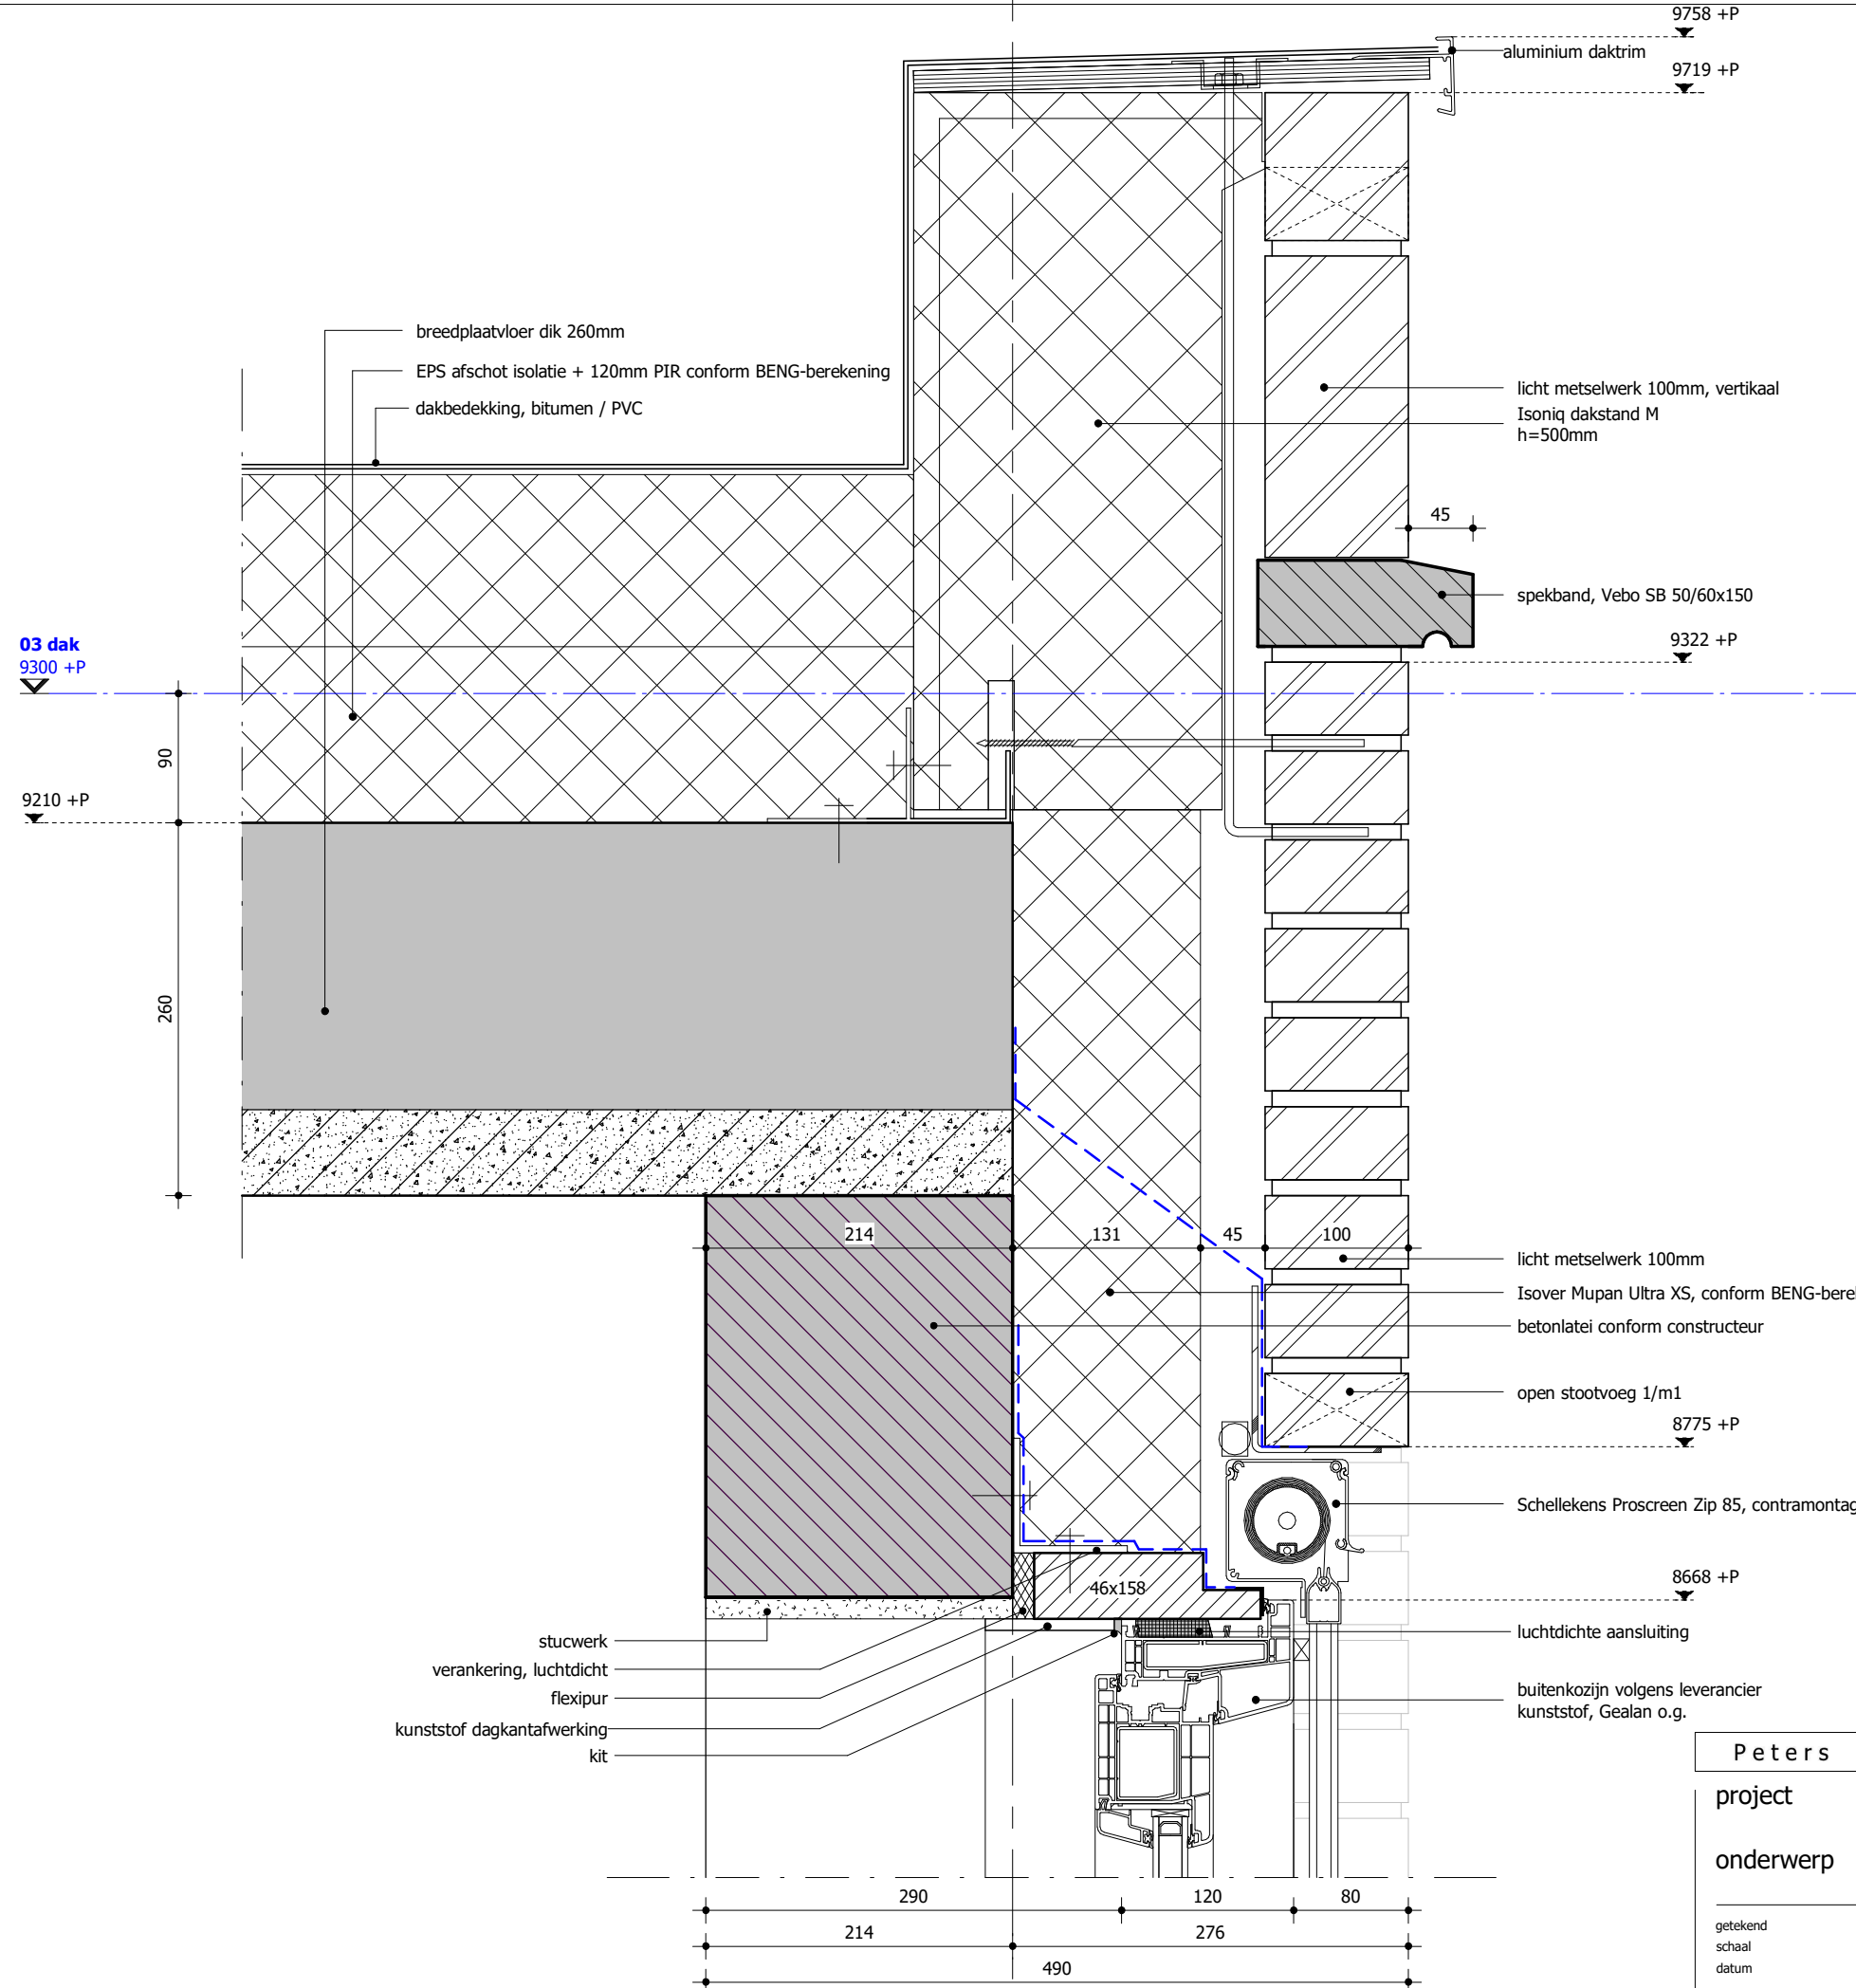 9758 +P
aluminium daktrim
9719 +P
breedplaatvloer dik 260mm
EPS afschot isolatie + 120mm PIR conform BENG-berekening
dakbedekking, bitumen / PVC
licht metselwerk 100mm, vertikaal
Isoniq dakstand M
h=500mm
45
spekband, Vebo SB 50/60x150
03 dak
9300 +P
9322 +P
90
9210 +P
260
214
131
45
100
licht metselwerk 100mm
Isover Mupan Ultra XS, conform BENG-bere
betonlatei conform constructeur
open stootvoeg 1/m1
8775 +P
Schellekens Proscreen Zip 85, contramontag
8668 +P
46x158
stucwerk
verankering, luchtdicht
flexipur
kunststof dagkantafwerking
kit
luchtdichte aansluiting
buitenkozijn volgens leverancier
kunststof, Gealan o.g.
Peters
project
onderwerp
getekend
schaal
datum
290
120
80
214
276
490